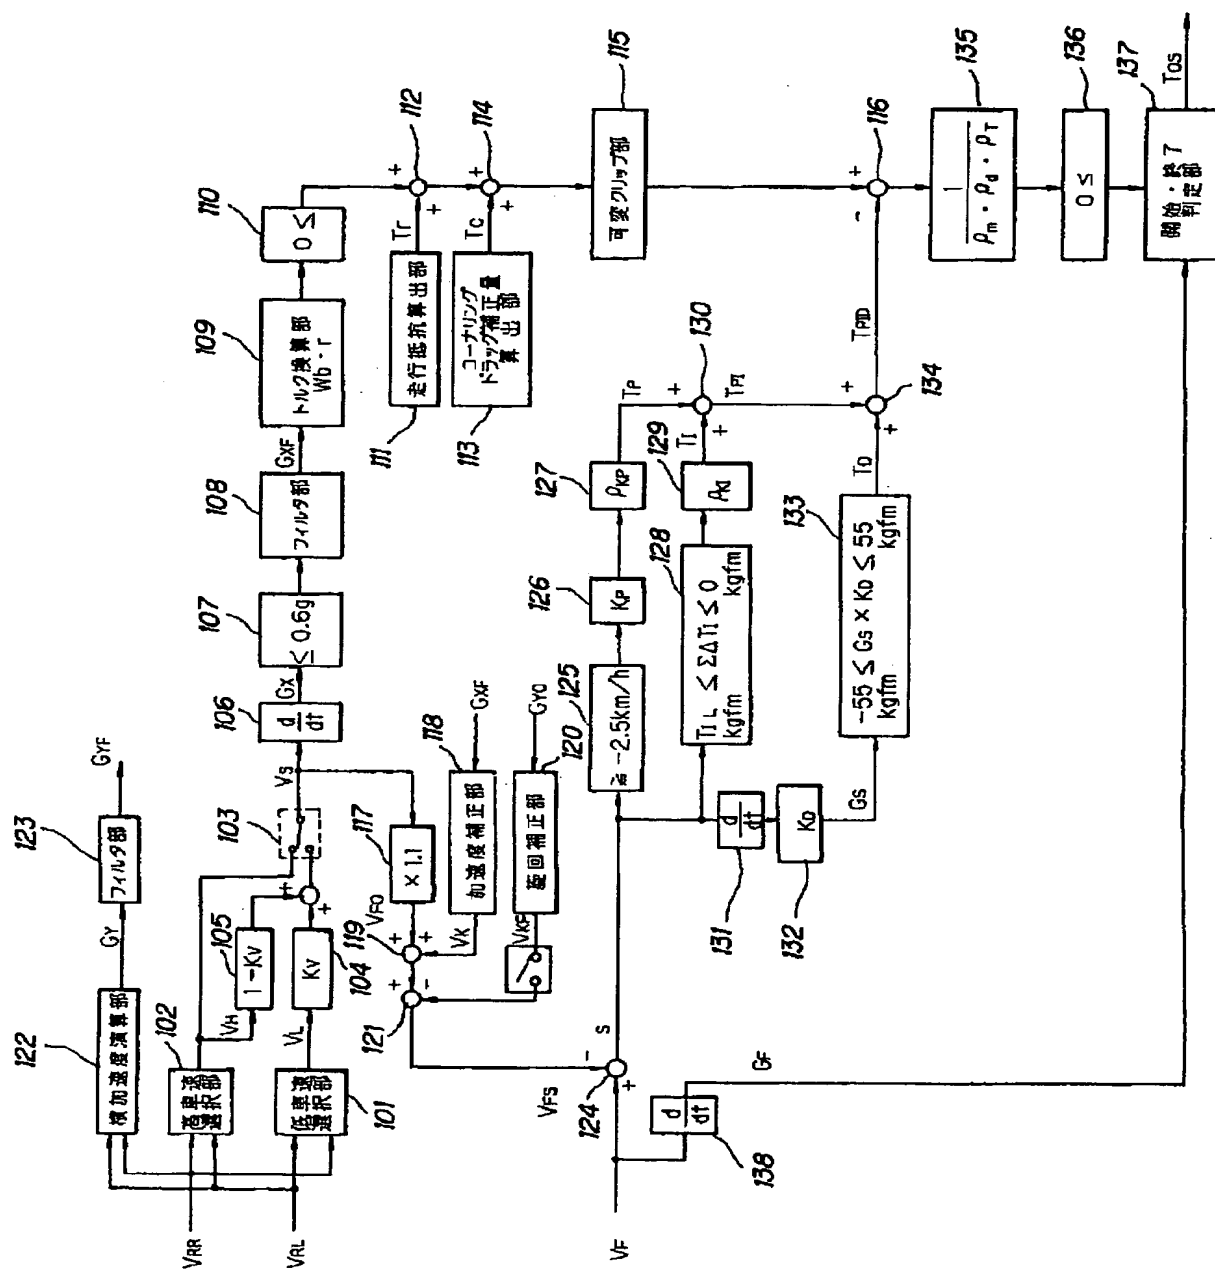 VRR
VRL
横加速度演算部
122
GY
フィルタ部
123
GYF
高車速
選択部
102
VH
1-KV
105
低車速
選択部
101
VL
KV
104
+
+
103
VS
d
dt
106
GX
≤0.6g
107
フィルタ部
108
GXF
トルク換算部
Wb・r
109
0≤
110
×1.1
117
VFO
+
+
119
VK
加速度補正部
118
GXF
+
-
121
VKF
旋回補正部
120
GYO
走行抵抗算出部
111
Tr
+
+
112
コーナリング
ドラッグ補正量
算出部
113
TC
+
+
114
可変クリップ部
115
VF
VFS
-
+
124
S
≥-2.5km/h
125
KP
126
ρKP
127
TP
TIL ≤ ΣΔTI ≤ 0
kgfm
kgfm
128
ρKI
129
TI
+
+
130
TPI
d
dt
131
KD
132
GS
-55 ≤ GS × KD ≤ 55
kgfm
kgfm
133
TD
+
+
134
TPID
+
-
116
1
ρm・ρd・ρT
135
0≤
136
開始・終了
判定部
137
TOS
d
dt
138
GF